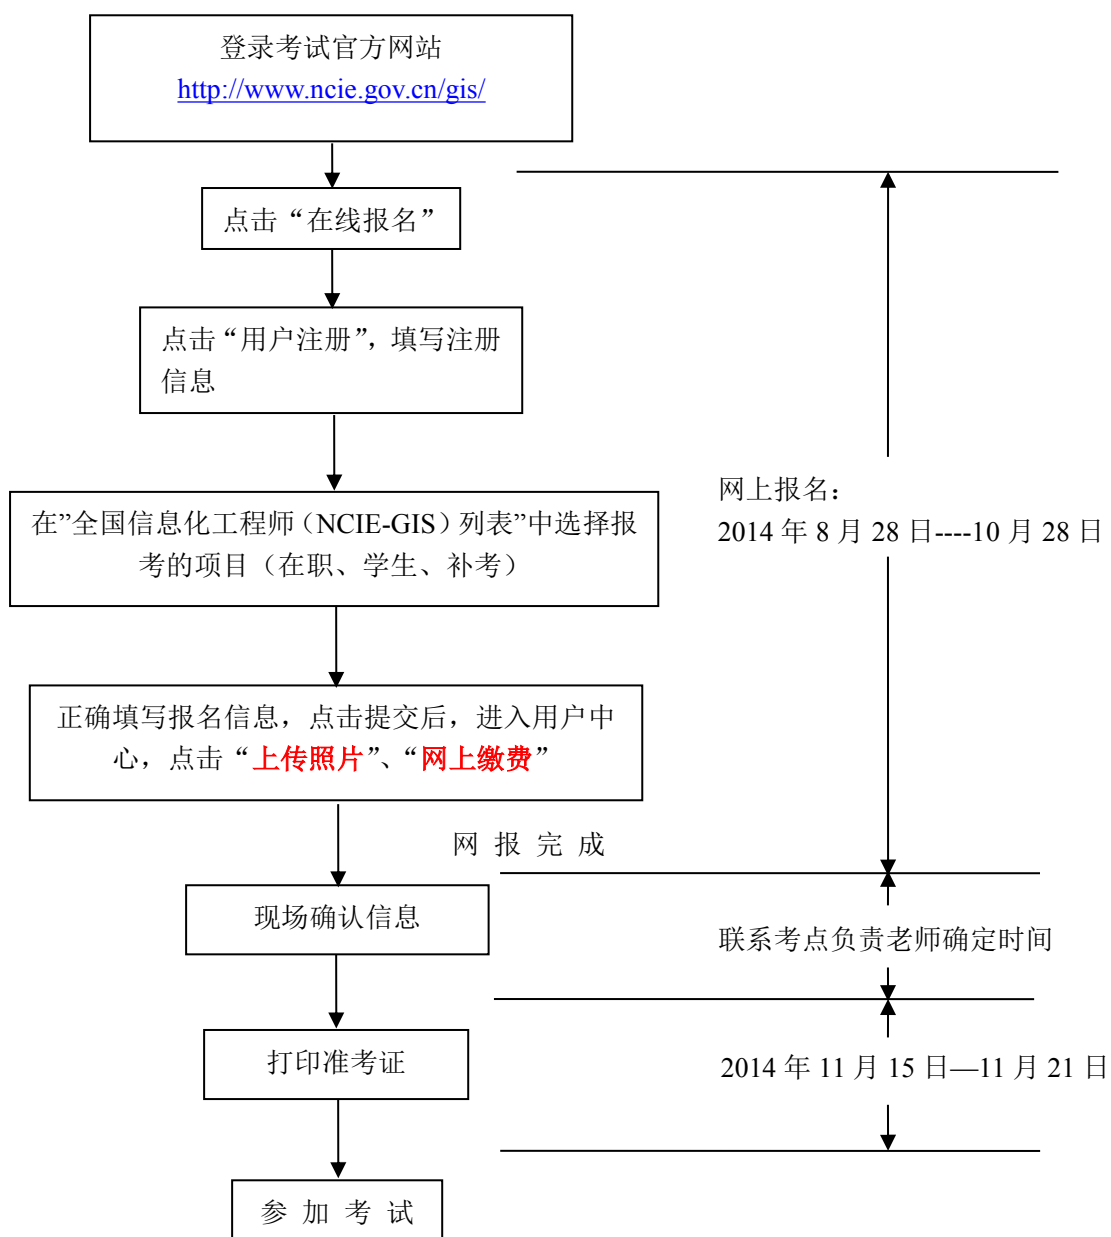 登录考试官方网站
http://www.ncie.gov.cn/gis/
点击“在线报名”
点击“用户注册”，填写注册
信息
在”全国信息化工程师（NCIE-GIS）列表”中选择报
考的项目（在职、学生、补考）
网上报名：
2014 年 8 月 28 日----10 月 28 日
正确填写报名信息，点击提交后，进入用户中
心，点击“上传照片”、“网上缴费”
网 报 完 成
现场确认信息
联系考点负责老师确定时间
打印准考证
2014 年 11 月 15 日—11 月 21 日
参 加 考 试